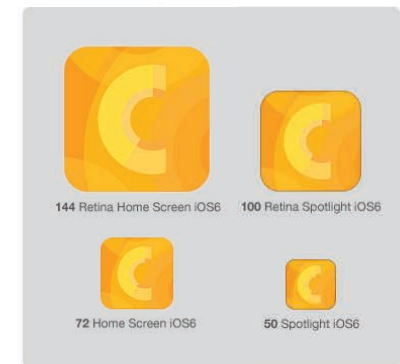 144 Retina Home Screen iOS6
100 Retina Spotlight iOS6
72 Home Screen iOS6
50 Spotlight iOS6